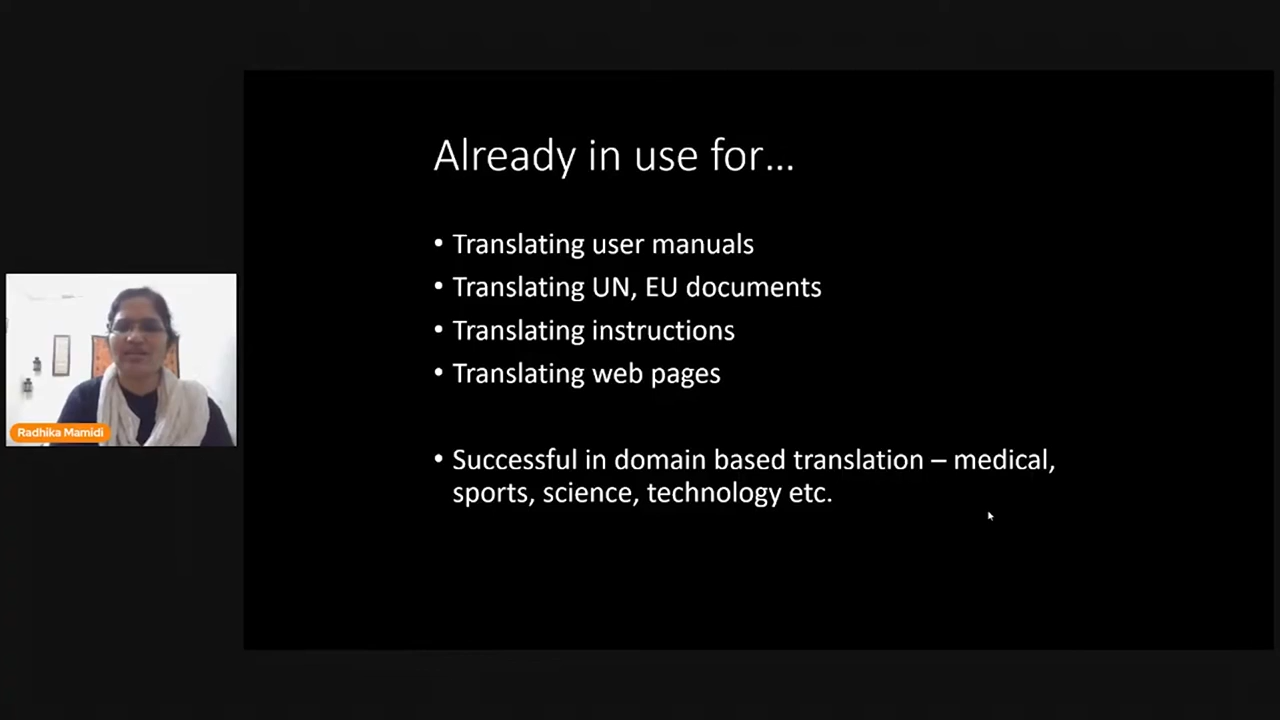 Already in use for...
• Translating user manuals
• Translating UN, EU documents
• Translating instructions
• Translating web pages
• Successful in domain based translation – medical,
sports, science, technology etc.
Radhika Mamidi